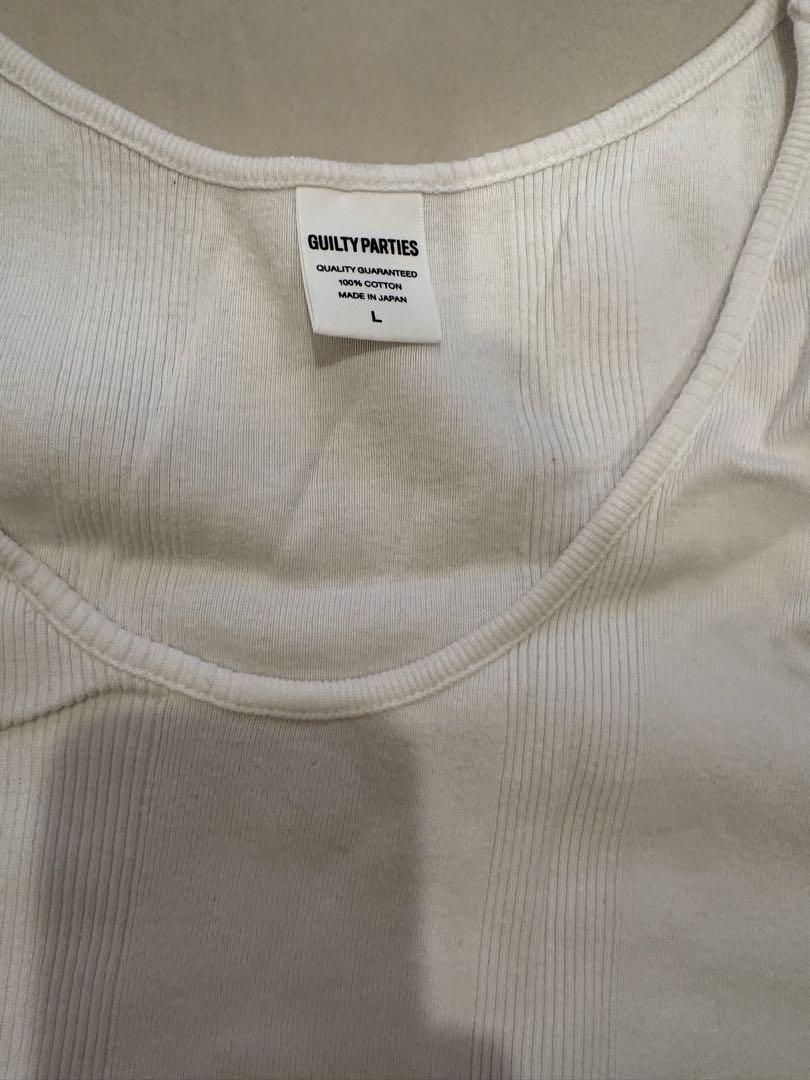 GUILTY PARTIES
QUALITY GUARANTEED
100% COTTON
MADE IN JAPAN
L